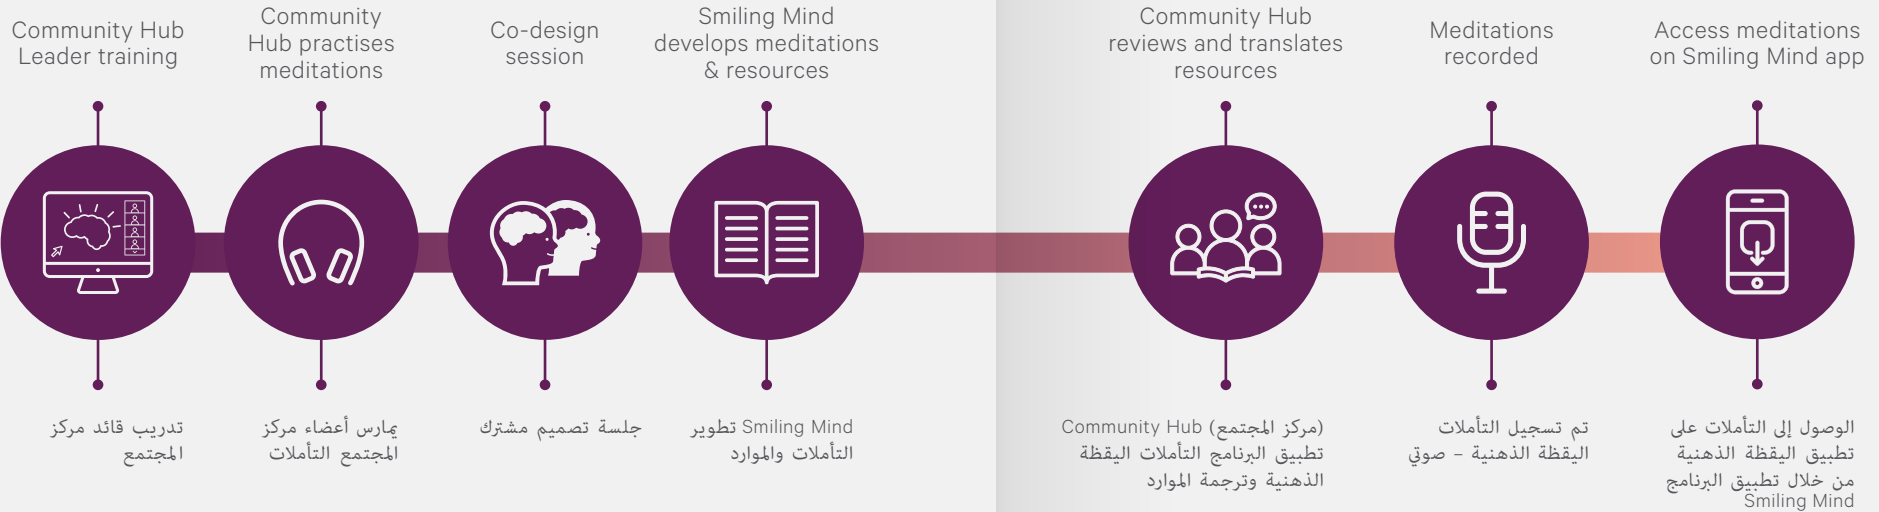 Community Hub
Leader training
Community
Hub practises
meditations
Co-design
session
Smiling Mind
develops meditations
& resources
Community Hub
reviews and translates
resources
Meditations
recorded
Access meditations
on Smiling Mind app
تدريب قائد مركز
المجتمع
يمارس أعضاء مركز
المجتمع التأملات
جلسة تصميم مشترك
Smiling Mind تطوير
التأملات والموارد
(مركز المجتمع) Community Hub
تطبيق البرنامج التأملات اليقظة
الذهنية وترجمة الموارد
تم تسجيل التأملات
اليقظة الذهنية – صوتي
الوصول إلى التأملات على
تطبيق اليقظة الذهنية
من خلال تطبيق البرنامج
Smiling Mind